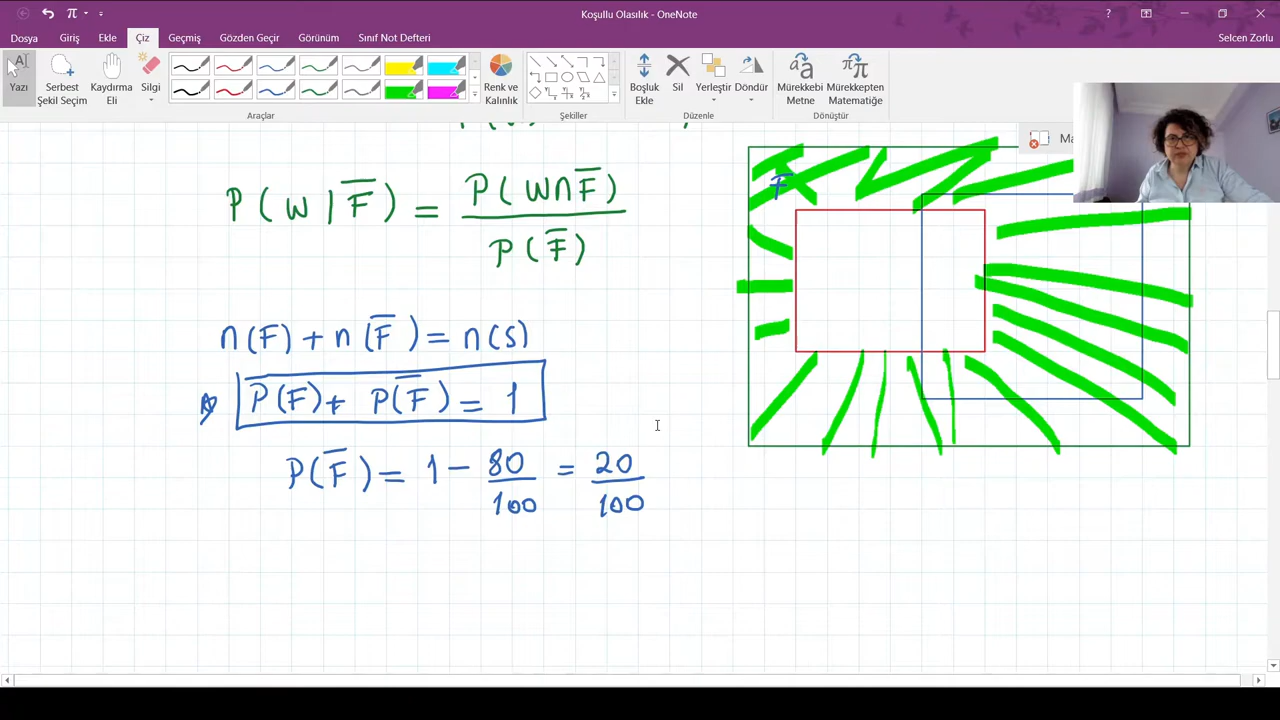 Koşullu Olasılık - OneNote
Dosya Giriş Ekle Çiz Geçmiş Gözden Geçir Görünüm Sınıf Not Defteri
Selcen Zorlu
Yazı
Serbest Şekil Seçim
Kaydırma Eli
Silgi
Renk ve Kalınlık
Boşluk Ekle
Sil
Yerleştir
Döndür
Mürekkebi Metne
Mürekkepten Matematiğe
Araçlar
Şekiller
Düzenle
Dönüştür
Ma
P(W|F̅) = P(W∩F̅) / P(F̅)
F̅
n(F) + n(F̅) = n(S)
P(F) + P(F̅) = 1
P(F̅) = 1 - 80/100 = 20/100